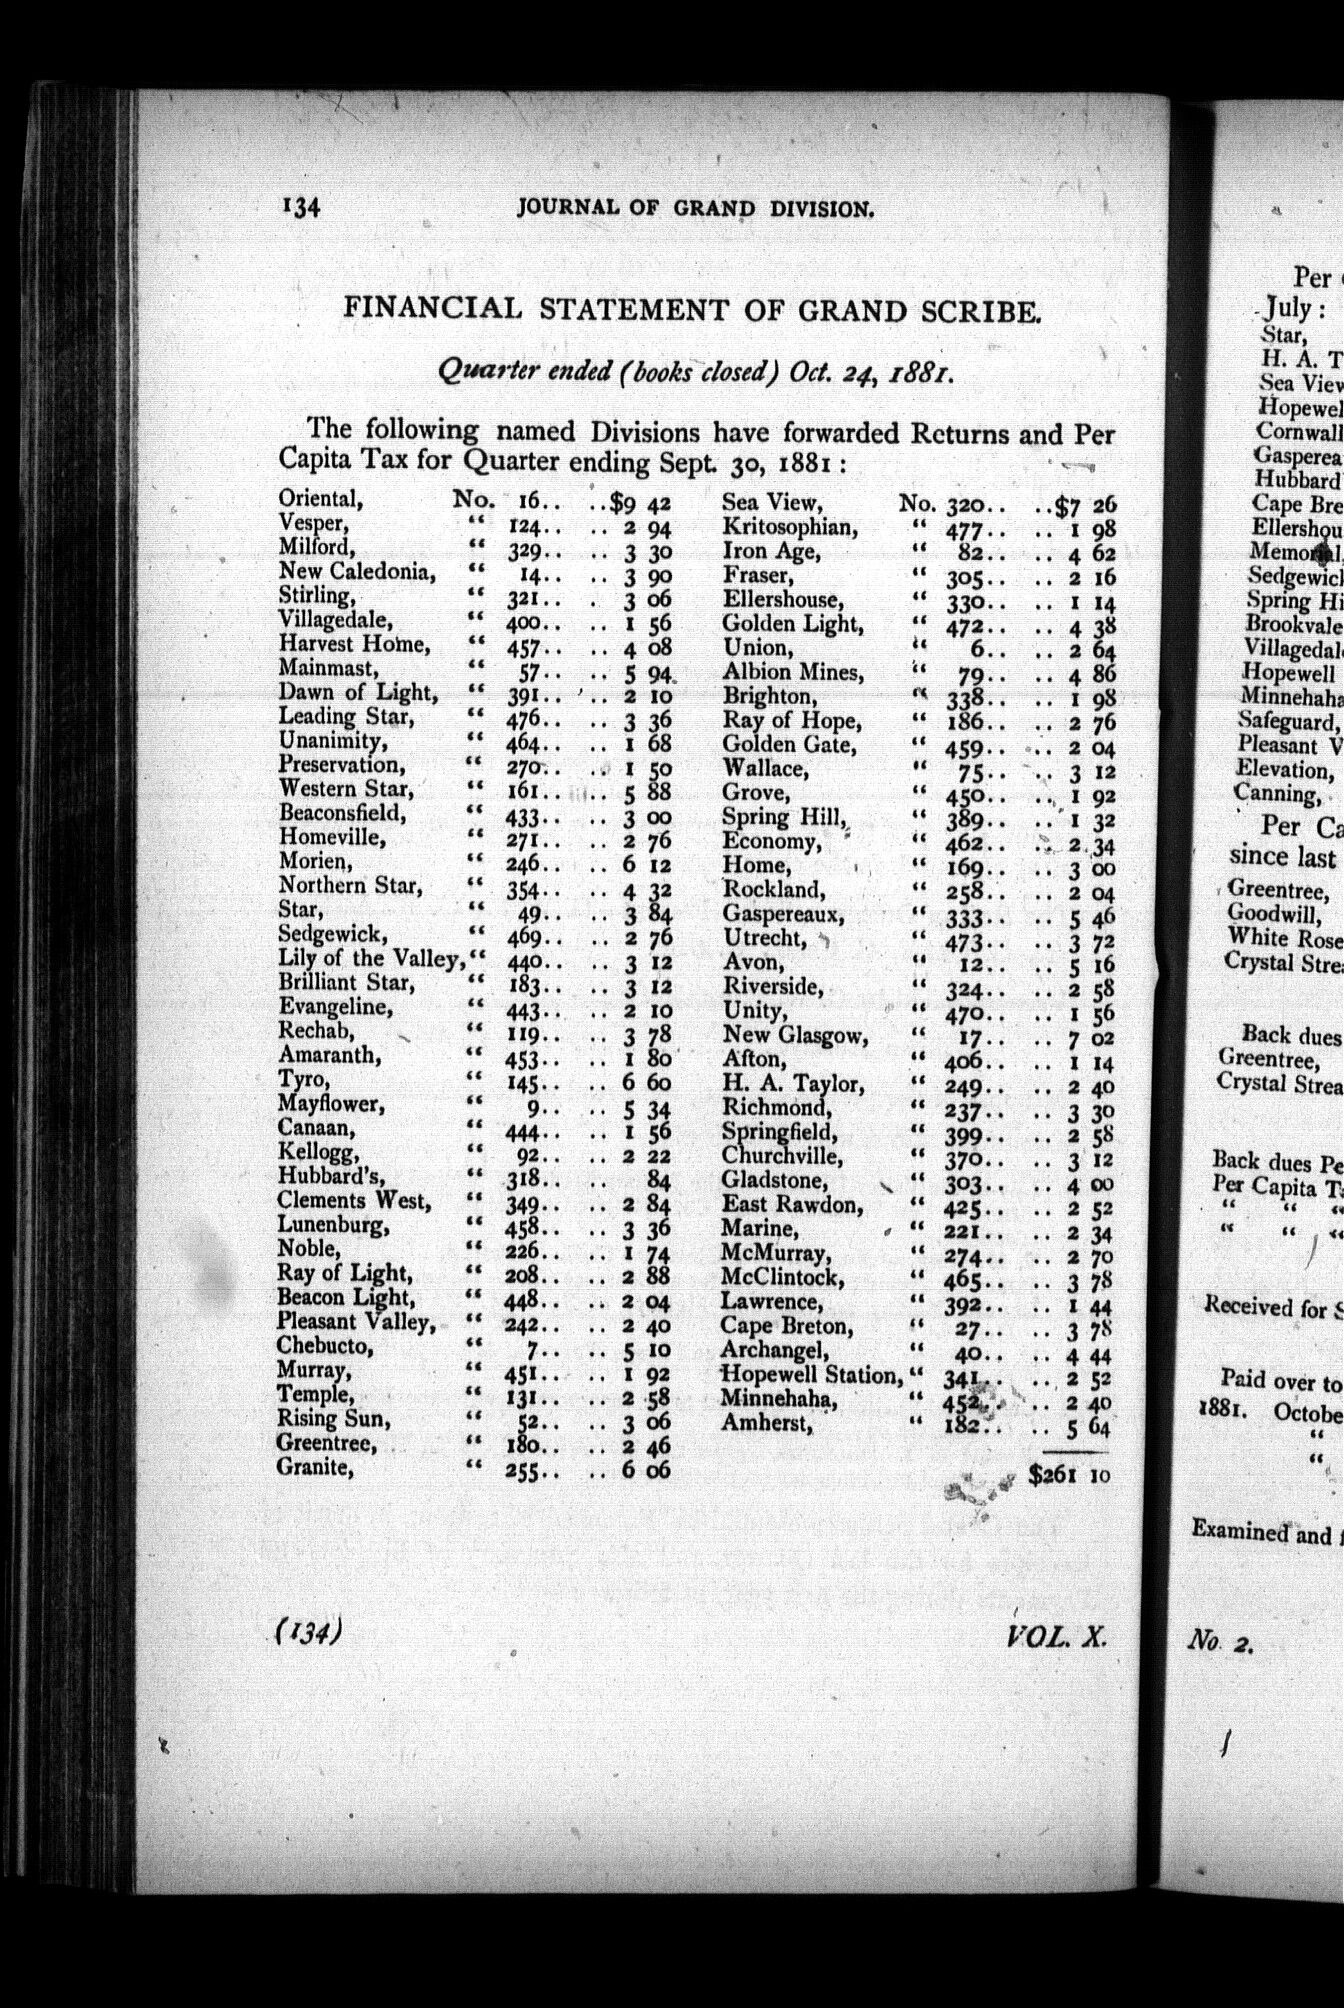 134 JOURNAL OF GRAND DIVISION.
FINANCIAL STATEMENT OF GRAND SCRIBE.
Quarter ended (books closed) Oct. 24, 1881.
The following named Divisions have forwarded Returns and Per
Capita Tax for Quarter ending Sept. 30, 1881 :
Oriental, No. 16.. ..$9 42
Vesper, “ 124.. .. 2 94
Milford, “ 329.. .. 3 30
New Caledonia, “ 14.. .. 3 90
Stirling, “ 321.. . 3 06
Villagedale, “ 400.. .. 1 56
Harvest Home, “ 457.. .. 4 08
Mainmast, “ 57.. .. 5 94
Dawn of Light, “ 391.. .. 2 10
Leading Star, “ 476.. .. 3 36
Unanimity, “ 464.. .. 1 68
Preservation, “ 270.. .. 1 50
Western Star, “ 161.. .. 5 88
Beaconsfield, “ 433.. .. 3 00
Homeville, “ 271.. .. 2 76
Morien, “ 246.. .. 6 12
Northern Star, “ 354.. .. 4 32
Star, “ 49.. .. 3 84
Sedgewick, “ 469.. .. 2 76
Lily of the Valley, “ 440.. .. 3 12
Brilliant Star, “ 183.. .. 3 12
Evangeline, “ 443.. .. 2 10
Rechab, “ 119.. .. 3 78
Amaranth, “ 453.. .. 1 80
Tyro, “ 145.. .. 6 60
Mayflower, “ 9.. .. 5 34
Canaan, “ 444.. .. 1 56
Kellogg, “ 92.. .. 2 22
Hubbard's, “ 318.. 84
Clements West, “ 349.. .. 2 84
Lunenburg, “ 458.. .. 3 36
Noble, “ 226.. .. 1 74
Ray of Light, “ 208.. .. 2 88
Beacon Light, “ 448.. .. 2 04
Pleasant Valley, “ 242.. .. 2 40
Chebucto, “ 7.. .. 5 10
Murray, “ 451.. .. 1 92
Temple, “ 131.. .. 2 58
Rising Sun, “ 52.. .. 3 06
Greentree, “ 180.. .. 2 46
Granite, “ 255.. .. 6 06
Sea View, No. 320.. ..$7 26
Kritosophian, “ 477.. .. 1 98
Iron Age, “ 82.. .. 4 62
Fraser, “ 305.. .. 2 16
Ellershouse, “ 330.. .. 1 14
Golden Light, “ 472.. .. 4 38
Union, “ 6.. .. 2 64
Albion Mines, “ 79.. .. 4 86
Brighton, “ 338.. .. 1 98
Ray of Hope, “ 186.. .. 2 76
Golden Gate, “ 459.. .. 2 04
Wallace, “ 75.. .. 3 12
Grove, “ 450.. .. 1 92
Spring Hill, “ 389.. .. 1 32
Economy, “ 462.. .. 2 34
Home, “ 169.. .. 3 00
Rockland, “ 258.. .. 2 04
Gaspereaux, “ 333.. .. 5 46
Utrecht, “ 473.. .. 3 72
Avon, “ 12.. .. 5 16
Riverside, “ 324.. .. 2 58
Unity, “ 470.. .. 1 56
New Glasgow, “ 17.. .. 7 02
Afton, “ 406.. .. 1 14
H. A. Taylor, “ 249.. .. 2 40
Richmond, “ 237.. .. 3 30
Springfield, “ 399.. .. 2 58
Churchville, “ 370.. .. 3 12
Gladstone, “ 303.. .. 4 00
East Rawdon, “ 425.. .. 2 52
Marine, “ 221.. .. 2 34
McMurray, “ 274.. .. 2 70
McClintock, “ 465.. .. 3 78
Lawrence, “ 392.. .. 1 44
Cape Breton, “ 27.. .. 3 78
Archangel, “ 40.. .. 4 44
Hopewell Station, “ 341.. .. 2 52
Minnehaha, “ 452.. .. 2 40
Amherst, “ 182.. .. 5 64
$261 10
(134) VOL. X.
Per
July :
Star,
H. A. T
Sea View
Hopewel
Cornwall
Gasperea
Hubbard
Cape Bre
Ellershou
Memorial,
Sedgewick
Spring Hi
Brookvale
Villagedale
Hopewell
Minnehaha
Safeguard,
Pleasant V
Elevation,
Canning,
Per Ca
since last
Greentree,
Goodwill,
White Rose
Crystal Strea
Back dues
Greentree,
Crystal Strea
Back dues Pe
Per Capita Ta
“ “ “
“ “ “
Received for S
Paid over to
1881. Octobe
“
“
Examined and f
No. 2.